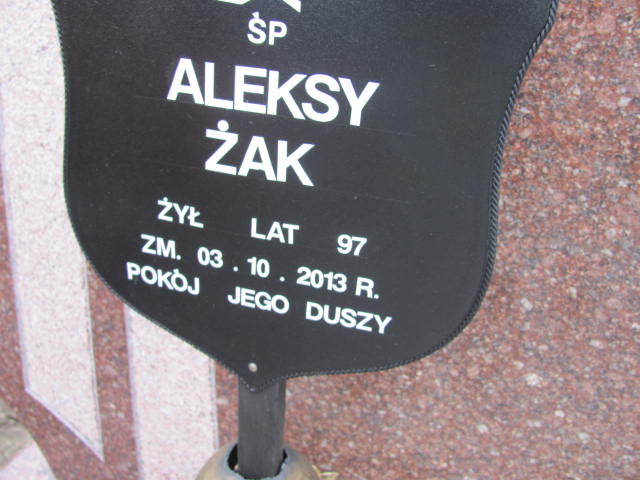 ŚP
ALEKSY
ŻAK
ŻYŁ LAT 97
ZM. 03.10.2013 R.
POKÓJ JEGO DUSZY